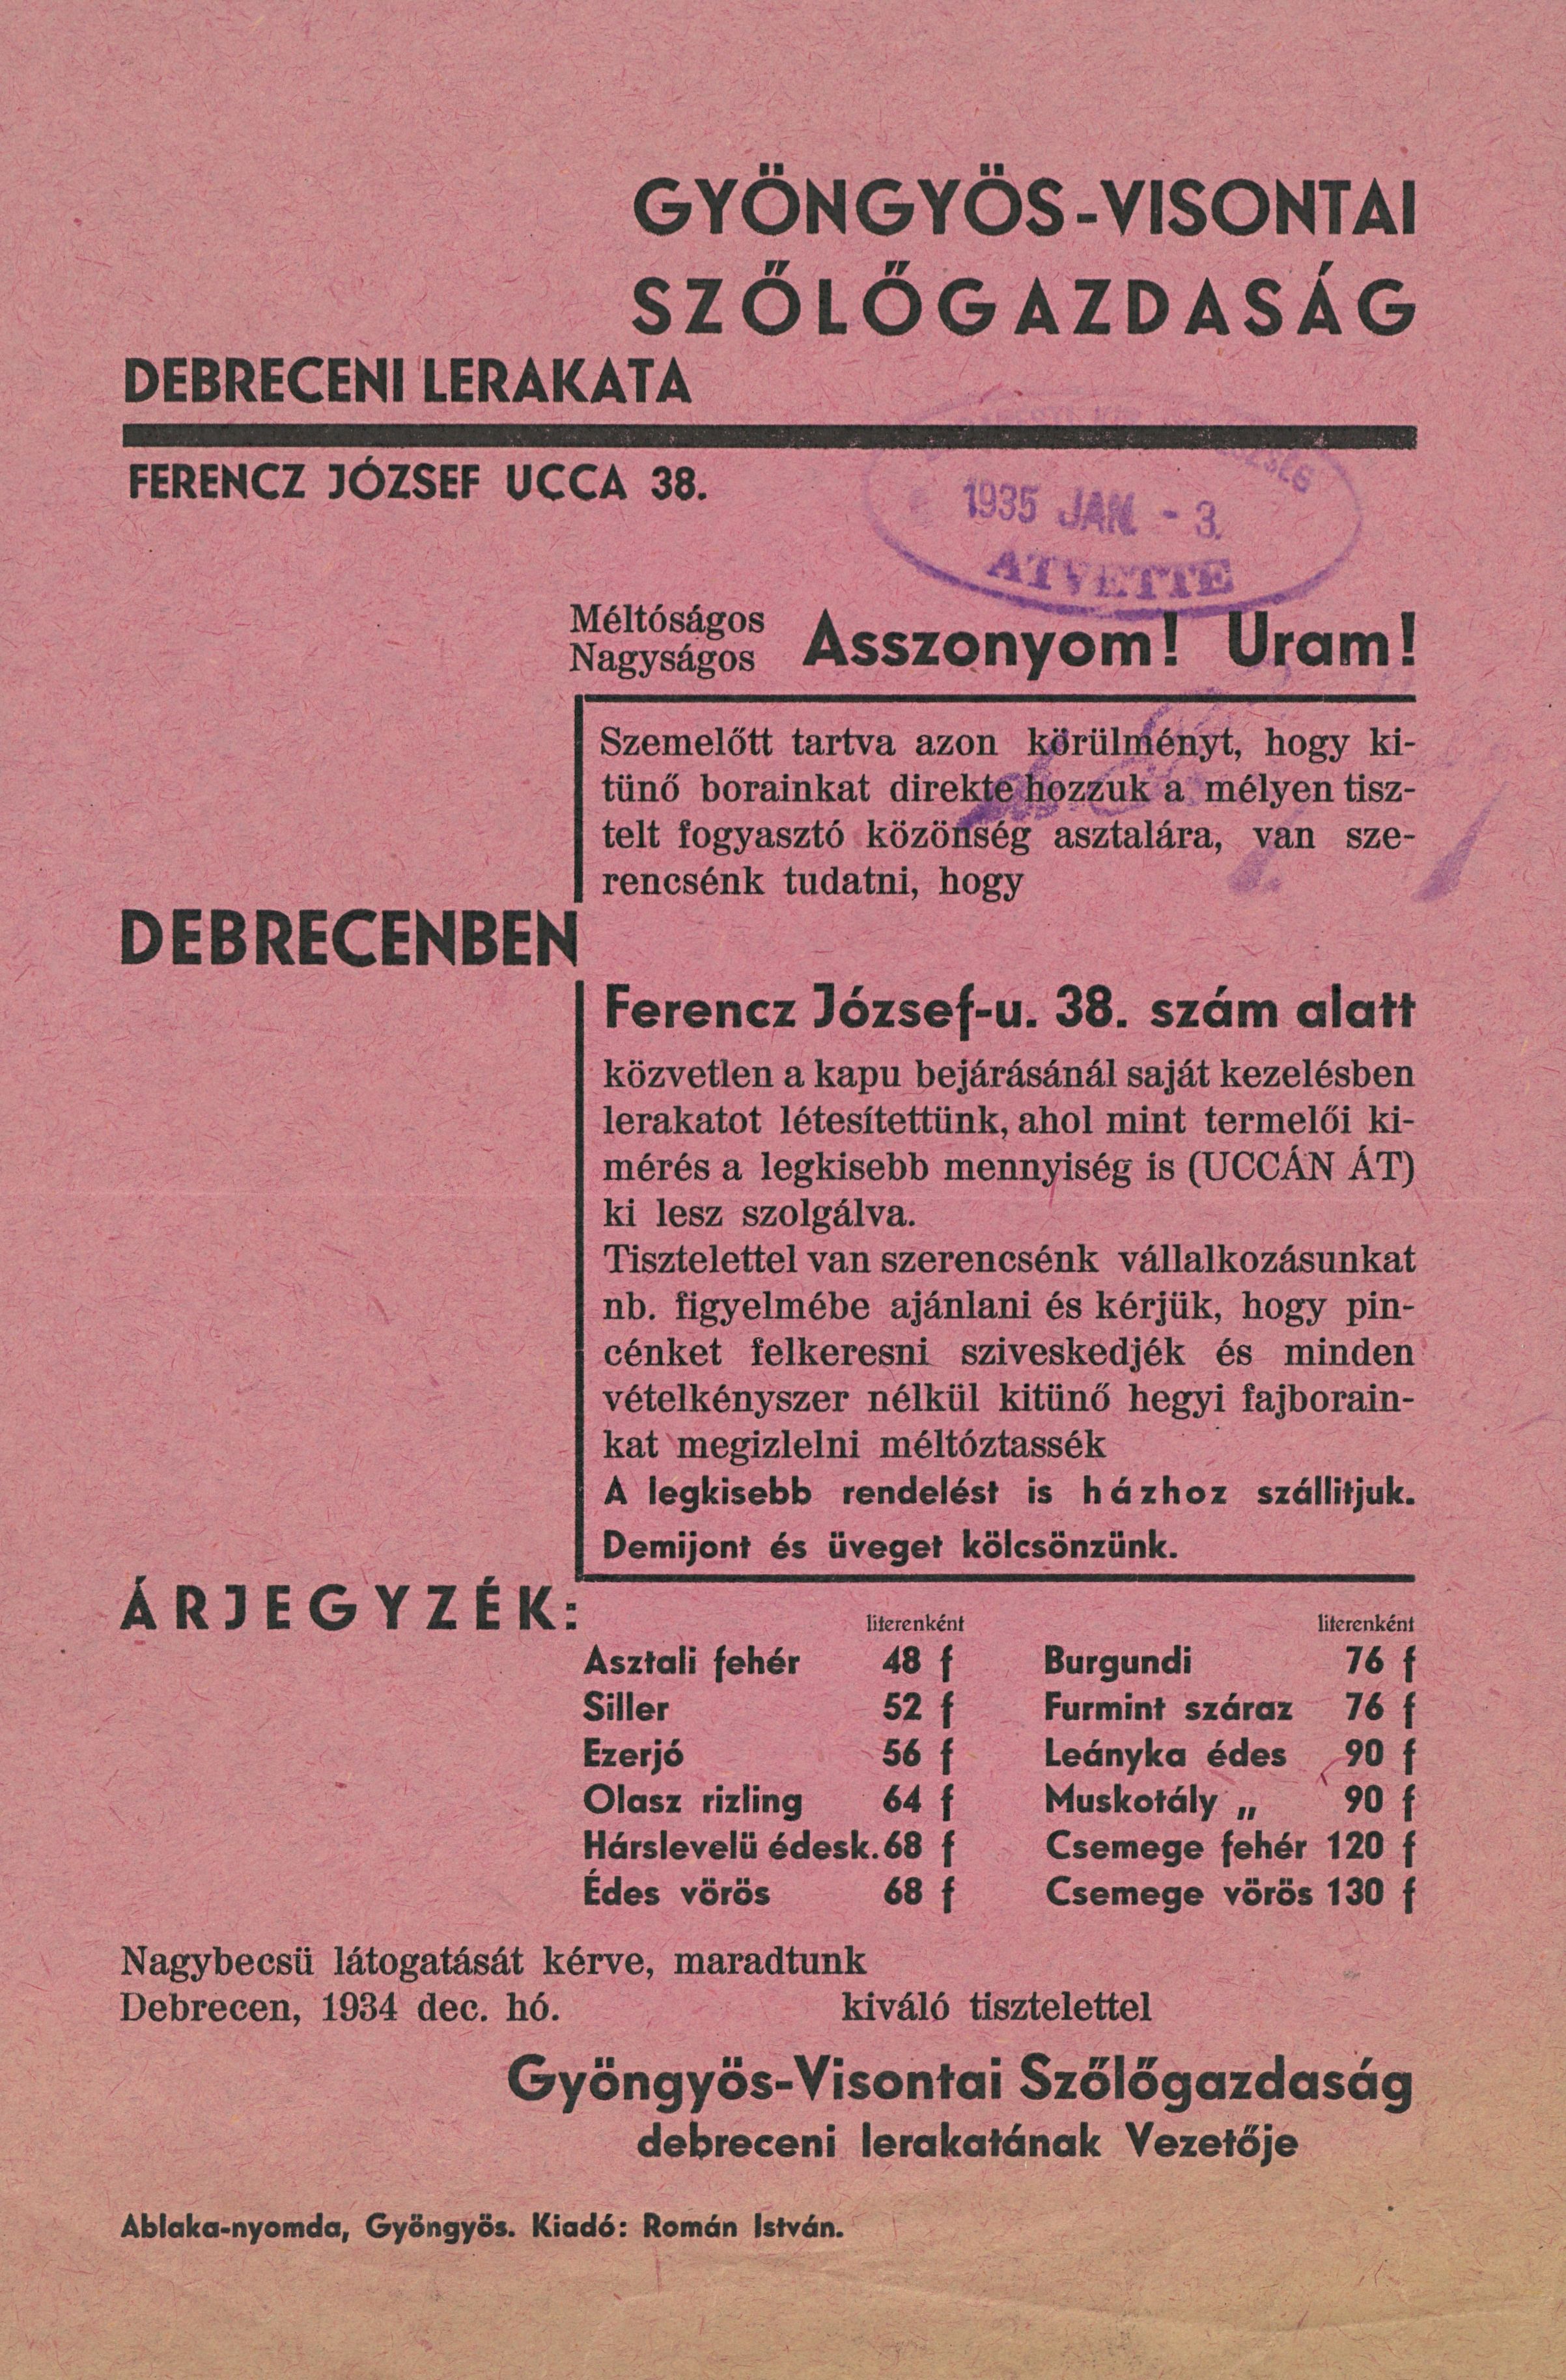 GYÖNGYÖS-VISONTAI
SZŐLŐGAZDASÁG
DEBRECENI LERAKATA
FERENCZ JÓZSEF UCCA 38.
1935 JAN. - 3.
ÁTVETTE
Méltóságos
Nagyságos
Asszonyom! Uram!
Szemelőtt tartva azon körülményt, hogy ki-
tünő borainkat direkte hozzuk a mélyen tisz-
telt fogyasztó közönség asztalára, van sze-
rencsénk tudatni, hogy
DEBRECENBEN
Ferencz József-u. 38. szám alatt
közvetlen a kapu bejárásánál saját kezelésben
lerakatot létesítettünk, ahol mint termelői ki-
mérés a legkisebb mennyiség is (UCCÁN ÁT)
ki lesz szolgálva.
Tisztelettel van szerencsénk vállalkozásunkat
nb. figyelmébe ajánlani és kérjük, hogy pin-
cénket felkeresni sziveskedjék és minden
vételkényszer nélkül kitünő hegyi fajborain-
kat megizlelni méltóztassék
A legkisebb rendelést is házhoz szállitjuk.
Demijont és üveget kölcsönzünk.
ÁRJEGYZÉK:
literenként literenként
Asztali fehér 48 f Burgundi 76 f
Siller 52 f Furmint száraz 76 f
Ezerjó 56 f Leányka édes 90 f
Olasz rizling 64 f Muskotály „ 90 f
Hárslevelü édesk. 68 f Csemege fehér 120 f
Édes vörös 68 f Csemege vörös 130 f
Nagybecsü látogatását kérve, maradtunk
Debrecen, 1934 dec. hó. kiváló tisztelettel
Gyöngyös-Visontai Szőlőgazdaság
debreceni lerakatának Vezetője
Ablaka-nyomda, Gyöngyös. Kiadó: Román István.